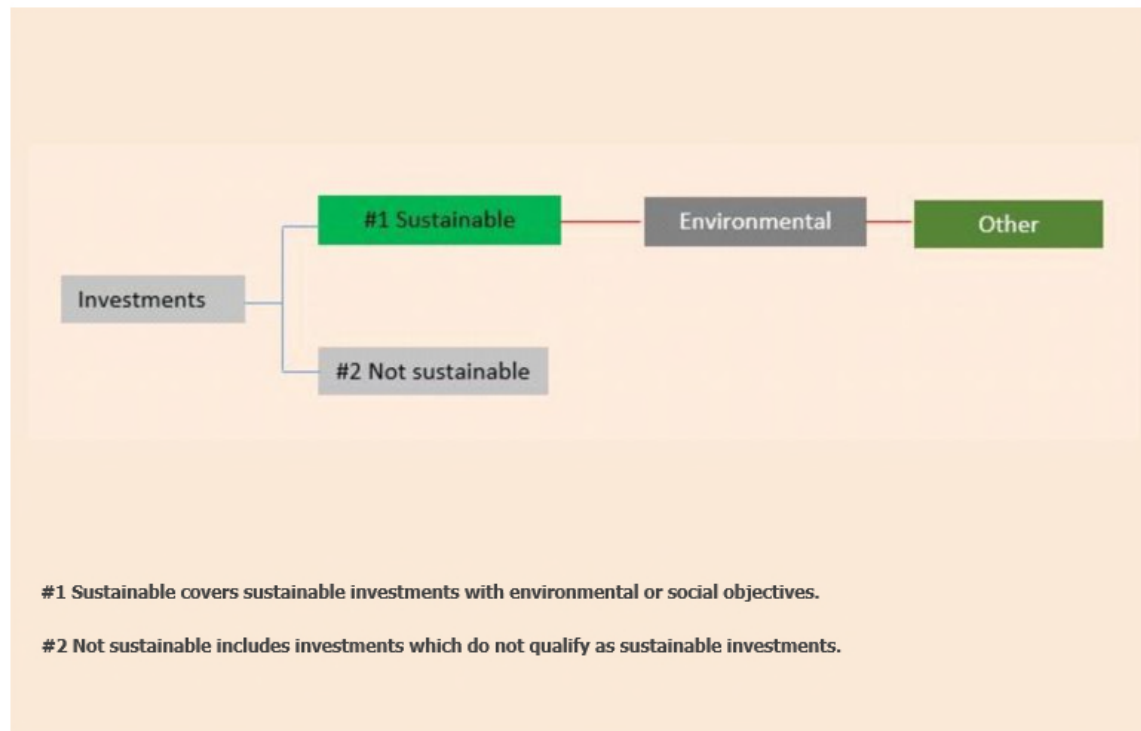 #1 Sustainable
Environmental
Other
Investments
#2 Not sustainable
#1 Sustainable covers sustainable investments with environmental or social objectives.
#2 Not sustainable includes investments which do not qualify as sustainable investments.